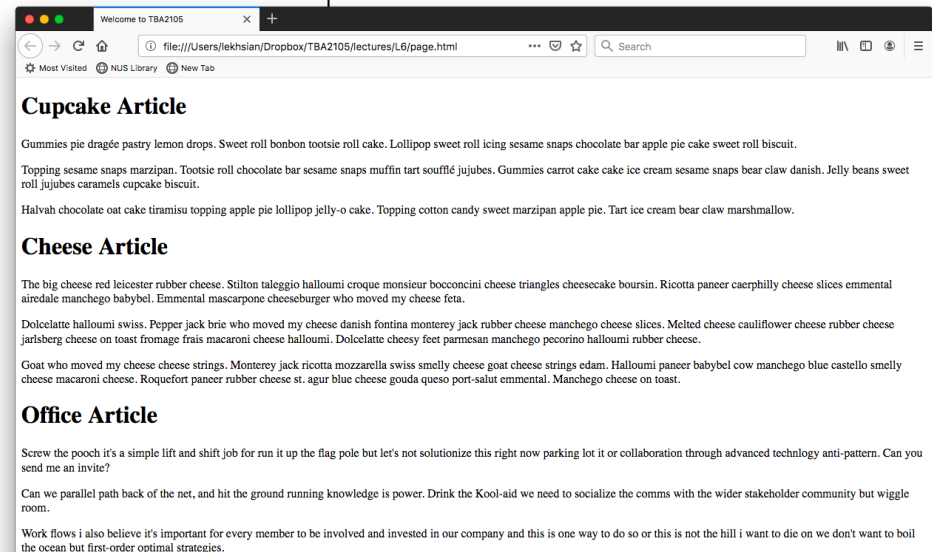 Welcome to TBA2105
file:///Users/lekhsian/Dropbox/TBA2105/lectures/L6/page.html
Search
Most Visited
NUS Library
New Tab
Cupcake Article
Gummies pie dragée pastry lemon drops. Sweet roll bonbon tootsie roll cake. Lollipop sweet roll icing sesame snaps chocolate bar apple pie cake sweet roll biscuit.
Topping sesame snaps marzipan. Tootsie roll chocolate bar sesame snaps muffin tart soufflé jujubes. Gummies carrot cake cake ice cream sesame snaps bear claw danish. Jelly beans sweet
roll jujubes caramels cupcake biscuit.
Halvah chocolate oat cake tiramisu topping apple pie lollipop jelly-o cake. Topping cotton candy sweet marzipan apple pie. Tart ice cream bear claw marshmallow.
Cheese Article
The big cheese red leicester rubber cheese. Stilton taleggio halloumi croque monsieur bocconcini cheese triangles cheesecake boursin. Ricotta paneer caerphilly cheese slices emmental
airedale manchego babybel. Emmental mascarpone cheeseburger who moved my cheese feta.
Dolcelatte halloumi swiss. Pepper jack brie who moved my cheese danish fontina monterey jack rubber cheese manchego cheese slices. Melted cheese cauliflower cheese rubber cheese
jarlsberg cheese on toast fromage frais macaroni cheese halloumi. Dolcelatte cheesy feet parmesan manchego pecorino halloumi rubber cheese.
Goat who moved my cheese cheese strings. Monterey jack ricotta mozzarella swiss smelly cheese goat cheese strings edam. Halloumi paneer babybel cow manchego blue castello smelly
cheese macaroni cheese. Roquefort paneer rubber cheese st. agur blue cheese gouda queso port-salut emmental. Manchego cheese on toast.
Office Article
Screw the pooch it's a simple lift and shift job for run it up the flag pole but let's not solutionize this right now parking lot it or collaboration through advanced technlogy anti-pattern. Can you
send me an invite?
Can we parallel path back of the net, and hit the ground running knowledge is power. Drink the Kool-aid we need to socialize the comms with the wider stakeholder community but wiggle
room.
Work flows i also believe it's important for every member to be involved and invested in our company and this is one way to do so or this is not the hill i want to die on we don't want to boil
the ocean but first-order optimal strategies.